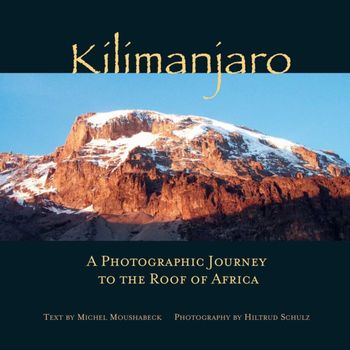 Kilimanjaro
A Photographic Journey
to the Roof of Africa
Text by Michel Moushabeck Photography by Hiltrud Schulz